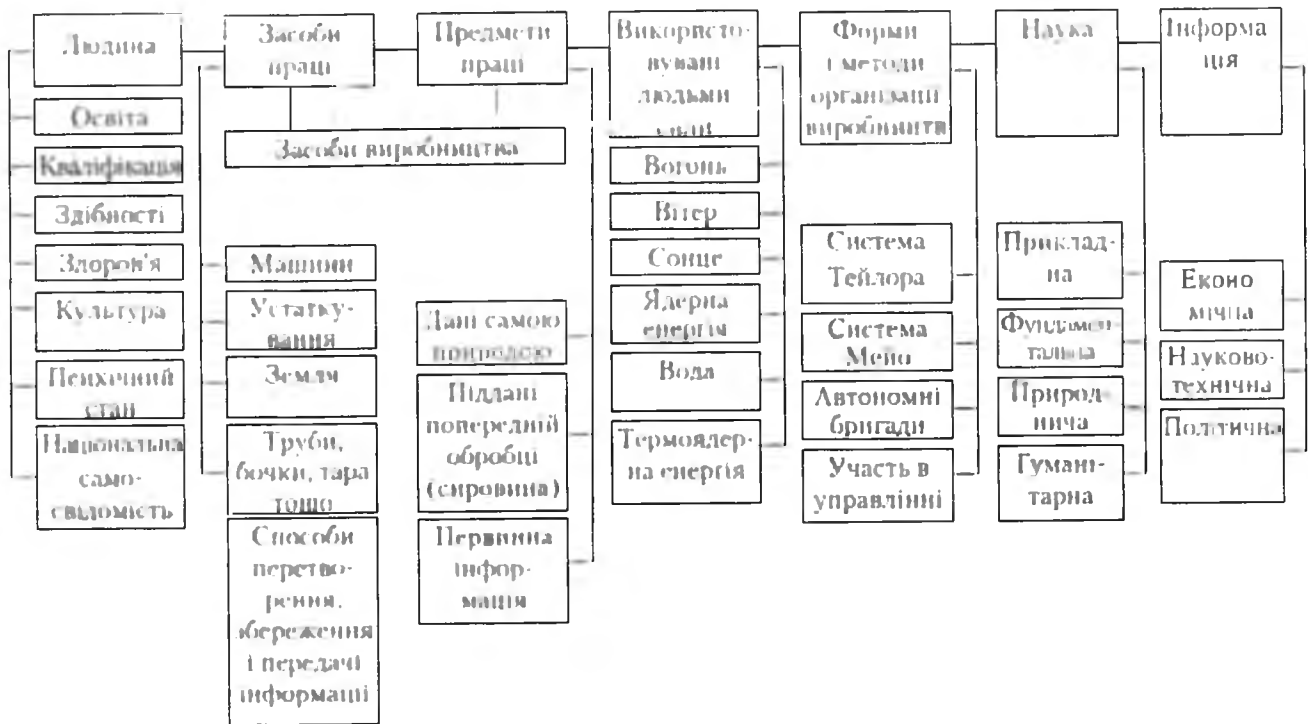 Людина
Засоби
праці
Предмети
праці
Використо-
вувані
людьми
сили
Форми
і методи
організації
виробництв
Наука
Інформа
ція
Засоби виробництва
Освіта
Кваліфікація
Здібності
Здоров'я
Культура
Психічний
стан
Національна
само-
свідомість
Машини
Устатку-
вання
Земля
Труби,
бочки, тара
тощо
Способи
перетво-
рення,
збереження
і передачі
інформації
Дані самою
природою
Піддані
попередній
обробці
(сировина)
Первинна
інфор-
мація
Вогонь
Вітер
Сонце
Ядерна
енергія
Вода
Термоядер-
на енергія
Система
Тейлора
Система
Мейо
Автономні
бригади
Участь в
управлінні
Приклад-
на
Фундамен-
тальна
Природ-
нича
Гумані-
тарна
Еконо
мічна
Науково-
технічна
Політична